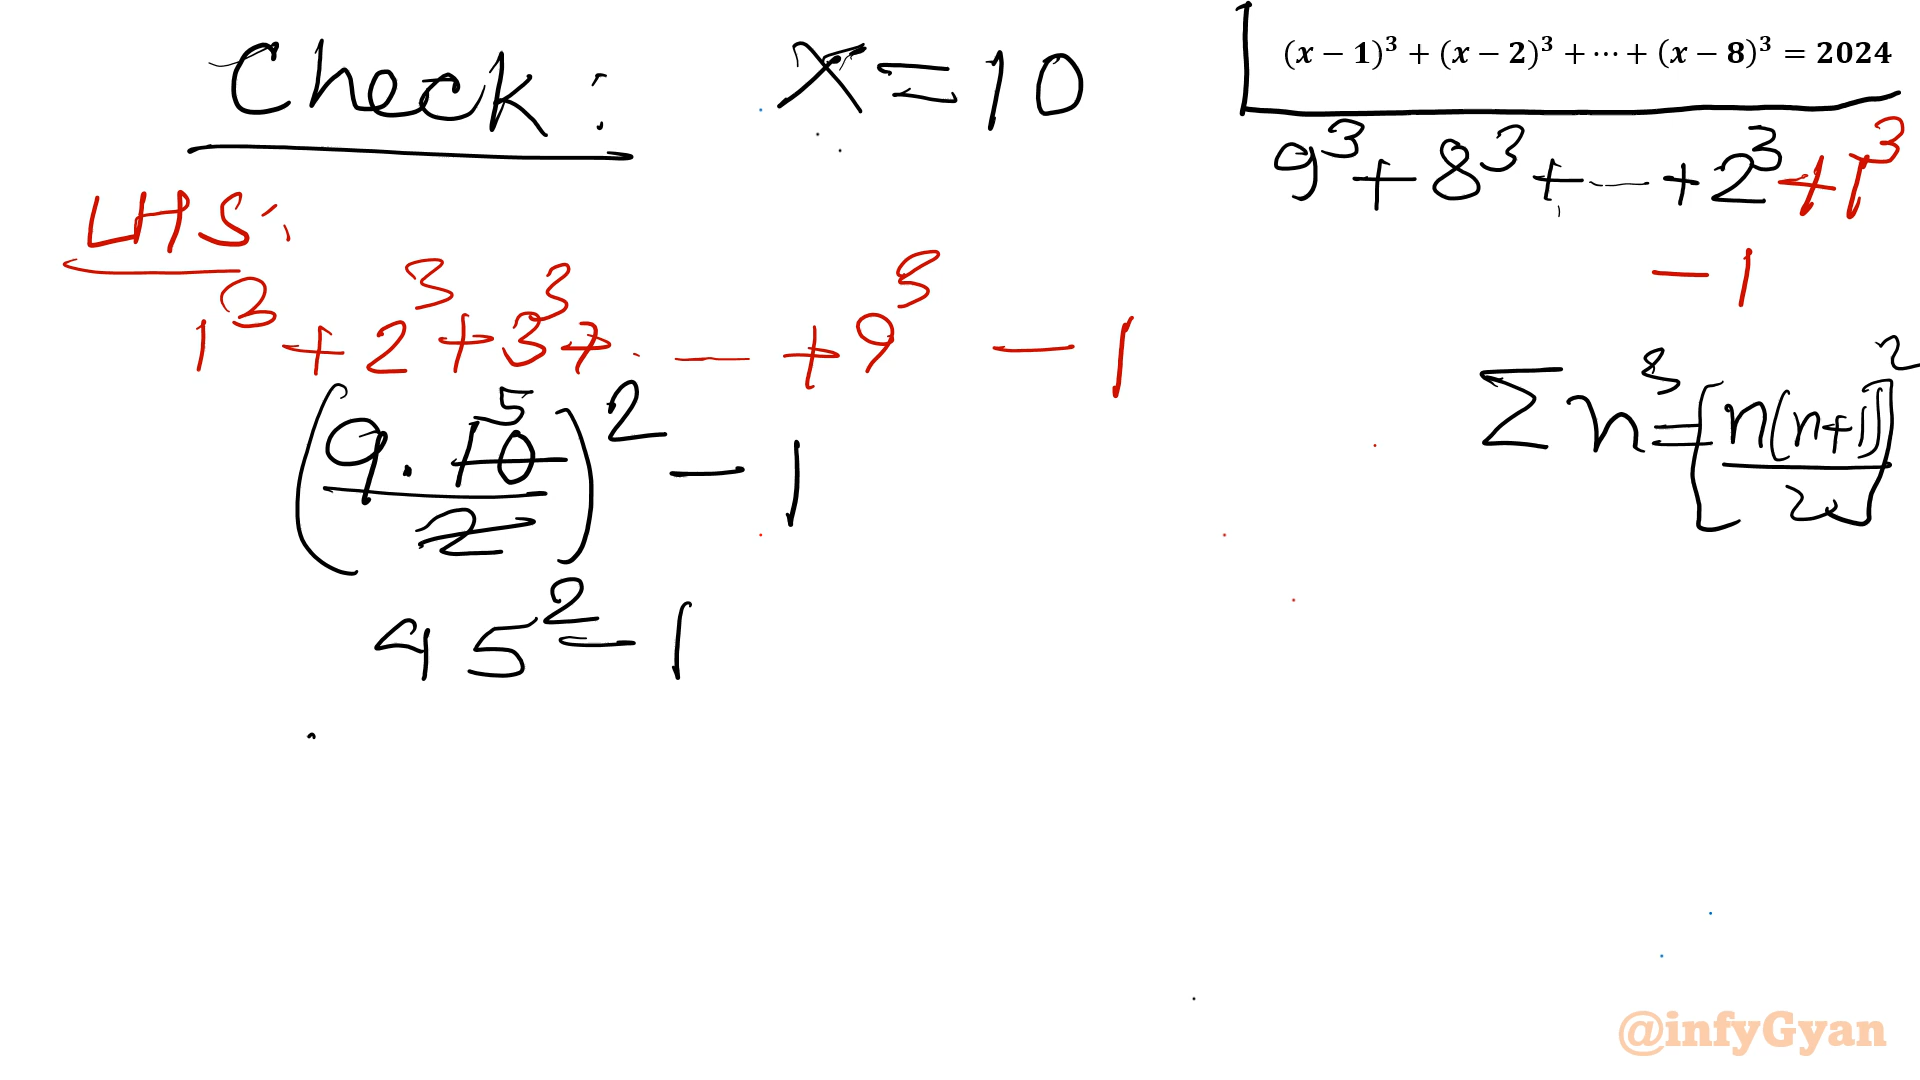 Check: x = 10
(x − 1)³ + (x − 2)³ + ⋯ + (x − 8)³ = 2024
9³ + 8³ + ---- + 2³ + 1³
− 1
LHS:
1³ + 2³ + 3³ + ---- + 9³ − 1
Σn³ = [n(n+1)/2]²
(9·10/2)² − 1
5
45² − 1
@infyGyan